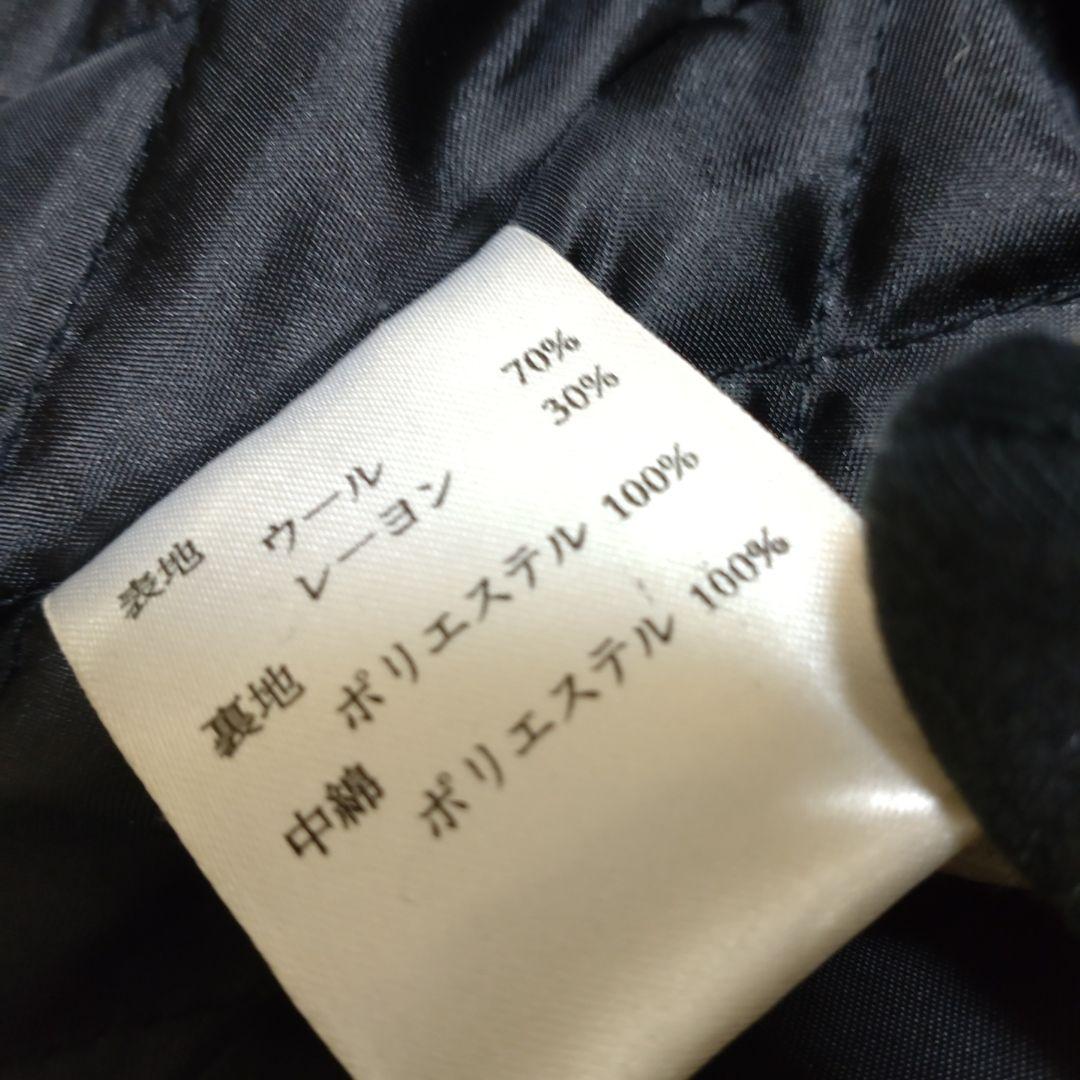 表地 ウール 70%
レーヨン 30%
裏地 ポリエステル 100%
中綿 ポリエステル 100%